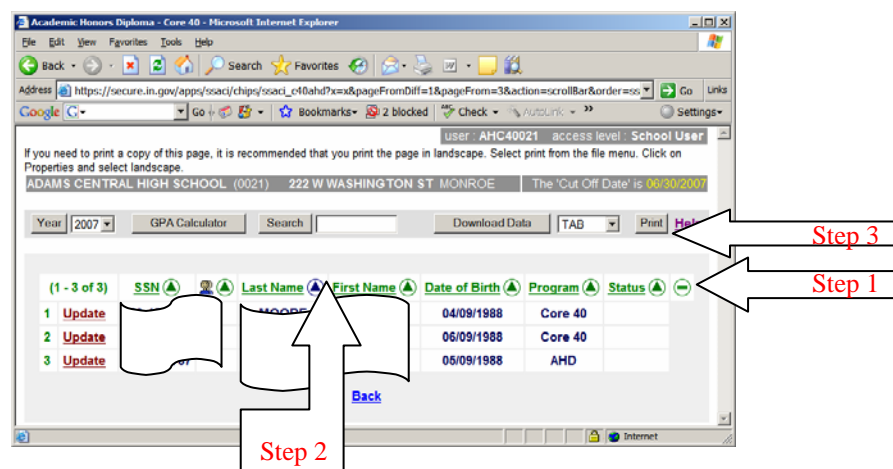 Academic Honors Diploma - Core 40 - Microsoft Internet Explorer
File Edit View Favorites Tools Help
Back Search Favorites
Address https://secure.in.gov/apps/ssaci/chips/ssaci_c40ahd?x=x&pageFromDiff=1&pageFrom=3&action=scrollBar&order=ss Go Links
Google G Go Bookmarks 2 blocked Check AutoLink » Settings
user : AHC40021 access level : School User
If you need to print a copy of this page, it is recommended that you print the page in landscape. Select print from the file menu. Click on
Properties and select landscape.
ADAMS CENTRAL HIGH SCHOOL (0021) 222 W WASHINGTON ST MONROE The 'Cut Off Date' is 06/30/2007
Year 2007 GPA Calculator Search Download Data TAB Print Help
Step 3
(1 - 3 of 3) SSN Last Name First Name Date of Birth Program Status
Step 1
1 Update 04/09/1988 Core 40
2 Update 06/09/1988 Core 40
3 Update 05/09/1988 AHD
Back
Step 2
Internet